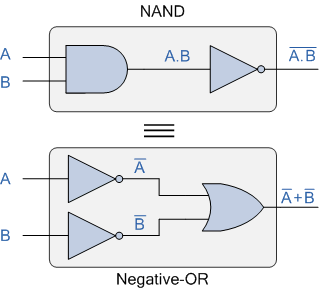 NAND
A
A.B
A̅.̅B̅
B
≡
A
A̅
A̅+B̅
B̅
B
Negative-OR